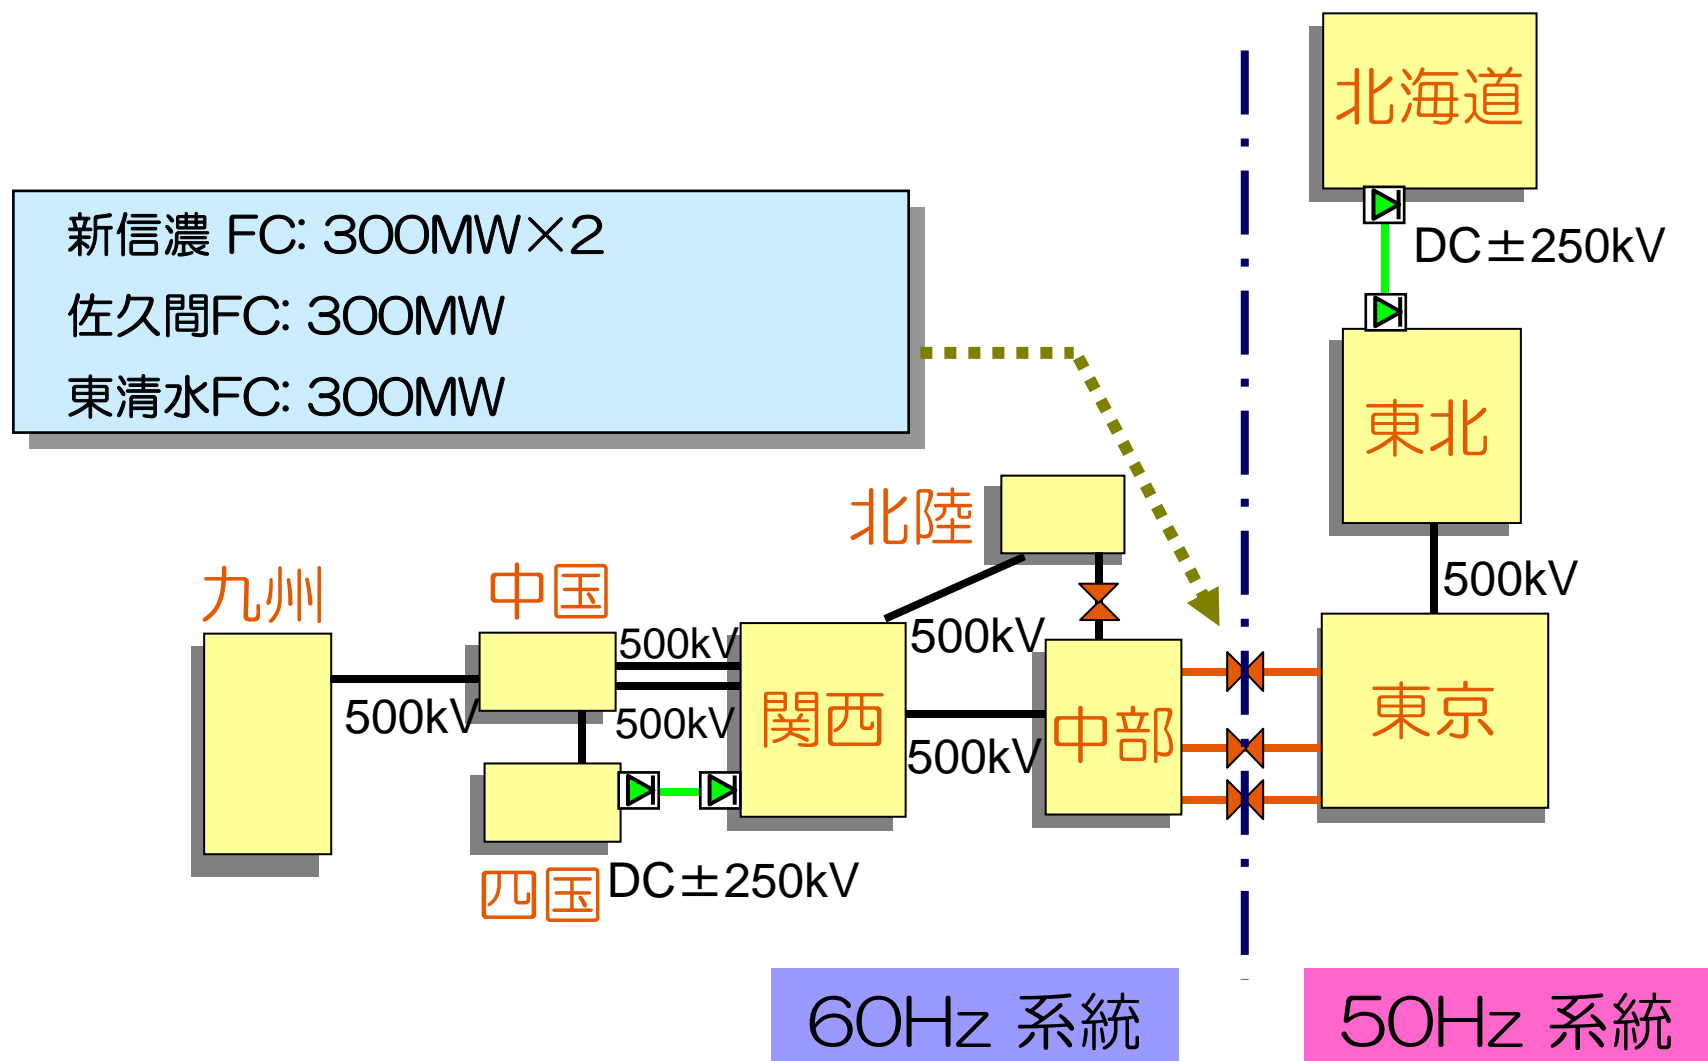 北海道
DC±250kV
新信濃 FC: 300MW×2
佐久間FC: 300MW
東清水FC: 300MW
東北
500kV
北陸
九州
中国
500kV
500kV
500kV
500kV
関西
500kV
中部
東京
四国
DC±250kV
60Hz 系統
50Hz 系統